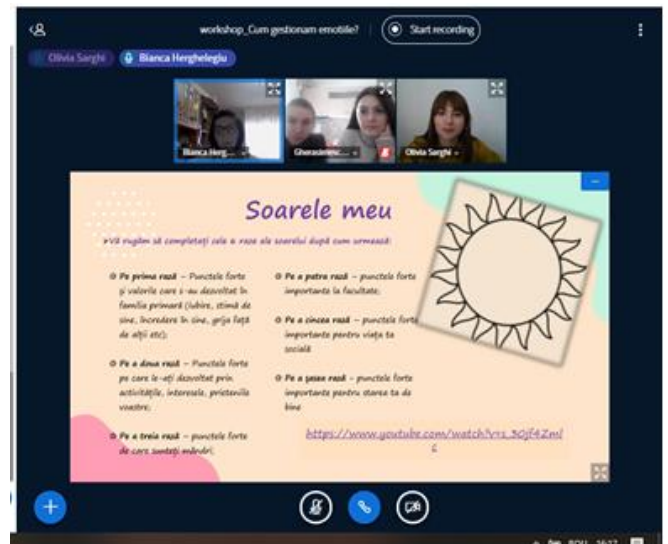 workshop_Cum gestionam emotiile?
Start recording
Olivia Sarghi
Bianca Herghelegiu
Bianca Herg...
Gherasimesc...
Olivia Sarghi
Soarele meu
Vă rugăm să completați cele 6 raze ale soarelui după cum urmează:
Pe prima rază – Punctele forte
și valorile care s-au dezvoltat în
familia primară (iubire, stimă de
sine, încredere în sine, grija față
de alții etc);
Pe a doua rază – Punctele forte
pe care le-ați dezvoltat prin
activitățile, interesele, prietenile
voastre;
Pe a treia rază – punctele forte
de care sunteți mândri;
Pe a patra rază – punctele forte
importante la facultate;
Pe a cincea rază – punctele forte
importante pentru viața ta
socială
Pe a șasea rază – punctele forte
importante pentru starea ta de
bine